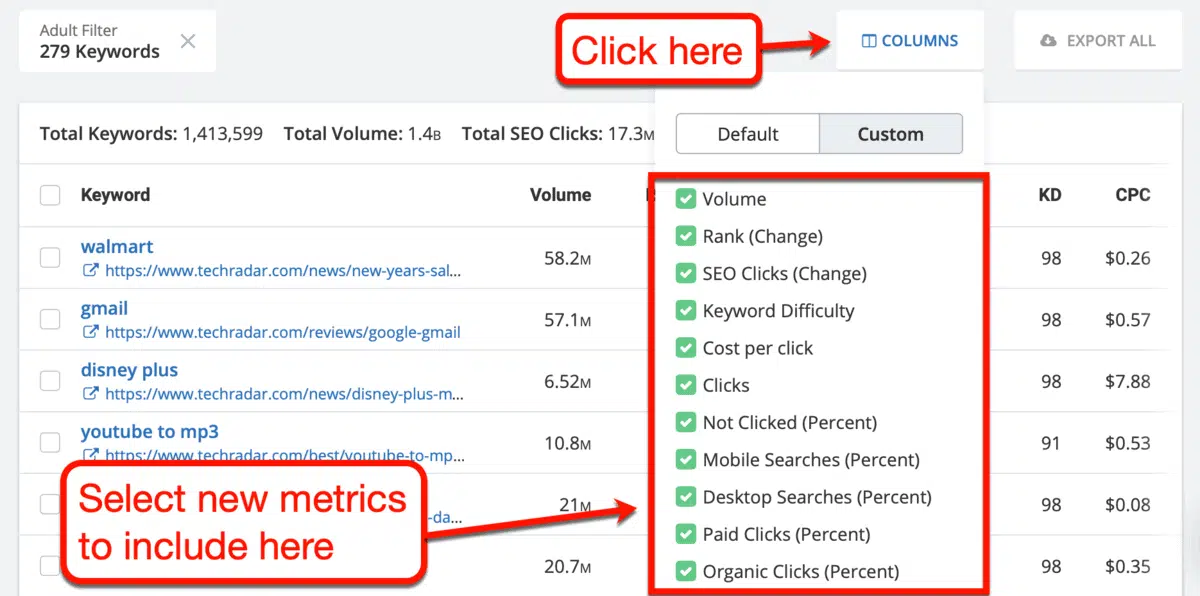 Adult Filter
279 Keywords
Click here
COLUMNS
EXPORT ALL
Total Keywords: 1,413,599 Total Volume: 1.4B Total SEO Clicks: 17.3M
Default Custom
Keyword Volume KD CPC
Volume
Rank (Change)
SEO Clicks (Change)
Keyword Difficulty
Cost per click
Clicks
Not Clicked (Percent)
Mobile Searches (Percent)
Desktop Searches (Percent)
Paid Clicks (Percent)
Organic Clicks (Percent)
walmart
https://www.techradar.com/news/new-years-sal...
58.2M 98 $0.26
gmail
https://www.techradar.com/reviews/google-gmail
57.1M 98 $0.57
disney plus
https://www.techradar.com/news/disney-plus-m...
6.52M 98 $7.88
youtube to mp3
https://www.techradar.com/best/youtube-to-mp...
10.8M 91 $0.53
-da...
21M 98 $0.08
20.7M 98 $0.35
Select new metrics
to include here